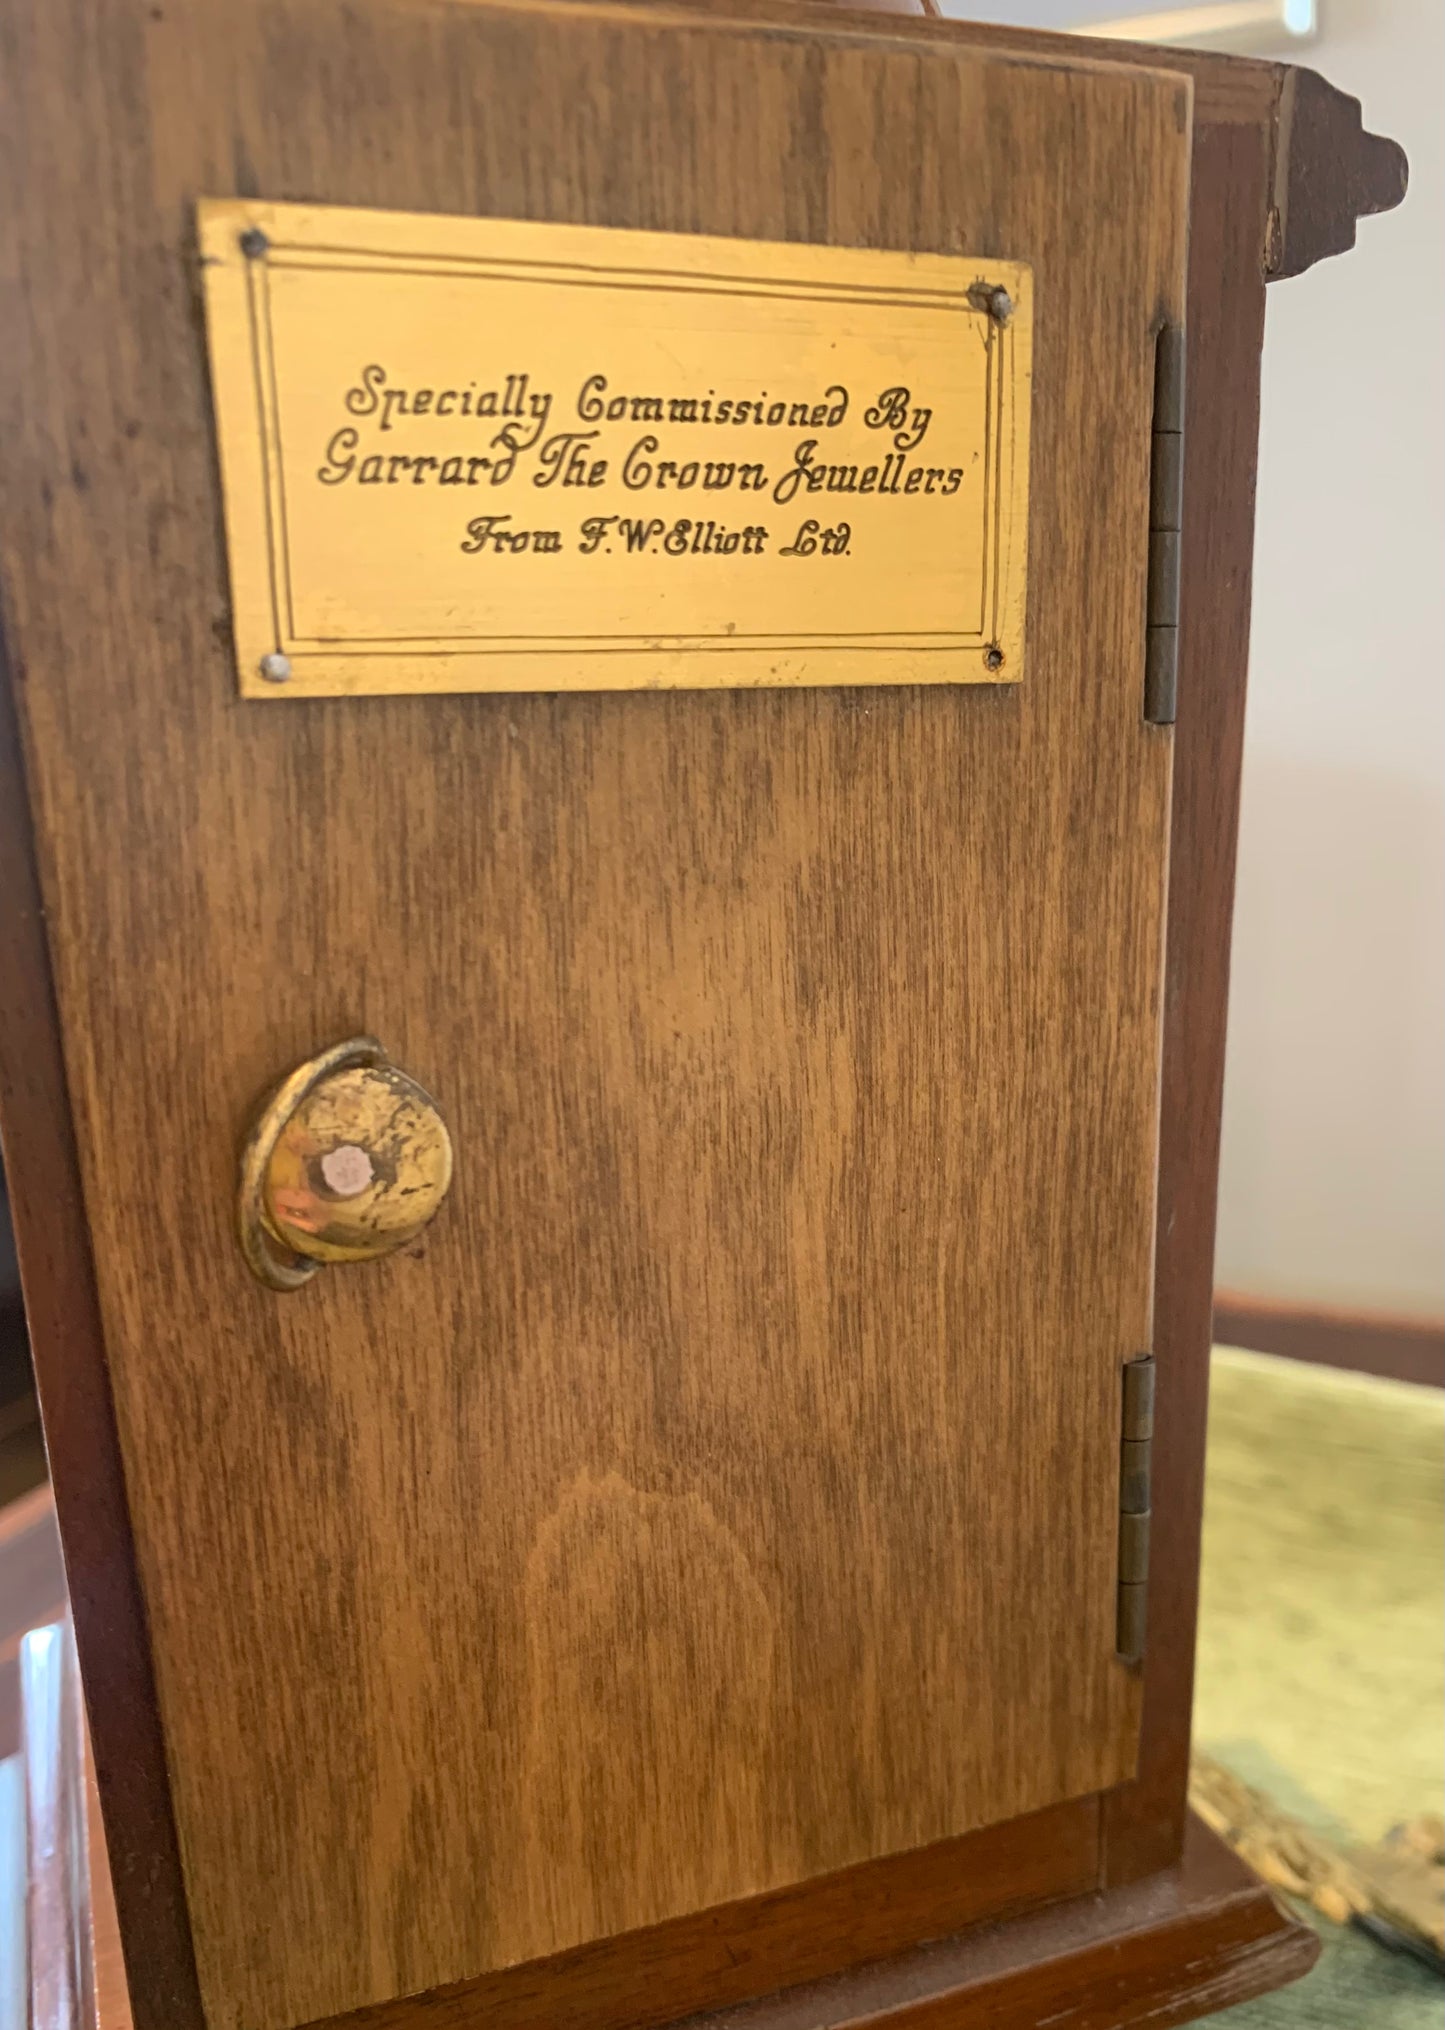 Specially Commissioned By
Garrard The Crown Jewellers
From F.W.Elliott Ltd.